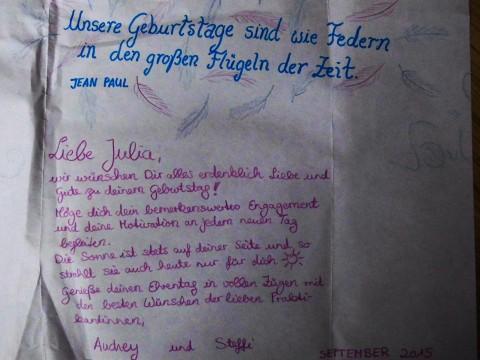 Unsere Geburtstage sind wie Federn
in den großen Flügeln der Zeit.
JEAN PAUL
Liebe Julia,
wir wünschen Dir alles erdenklich Liebe und
Gute zu deinem Geburtstag!
Möge dich dein bemerkenswertes Engagement
und deine Motivation an jedem neuen Tag
begleiten.
Die Sonne ist stets auf deiner Seite und so
strahlt sie auch heute nur für dich
Genieße deinen Ehrentag in vollen Zügen mit
den besten Wünschen der lieben Prakti-
kantinnen,
Audrey und Steffi
SEPTEMBER 2015